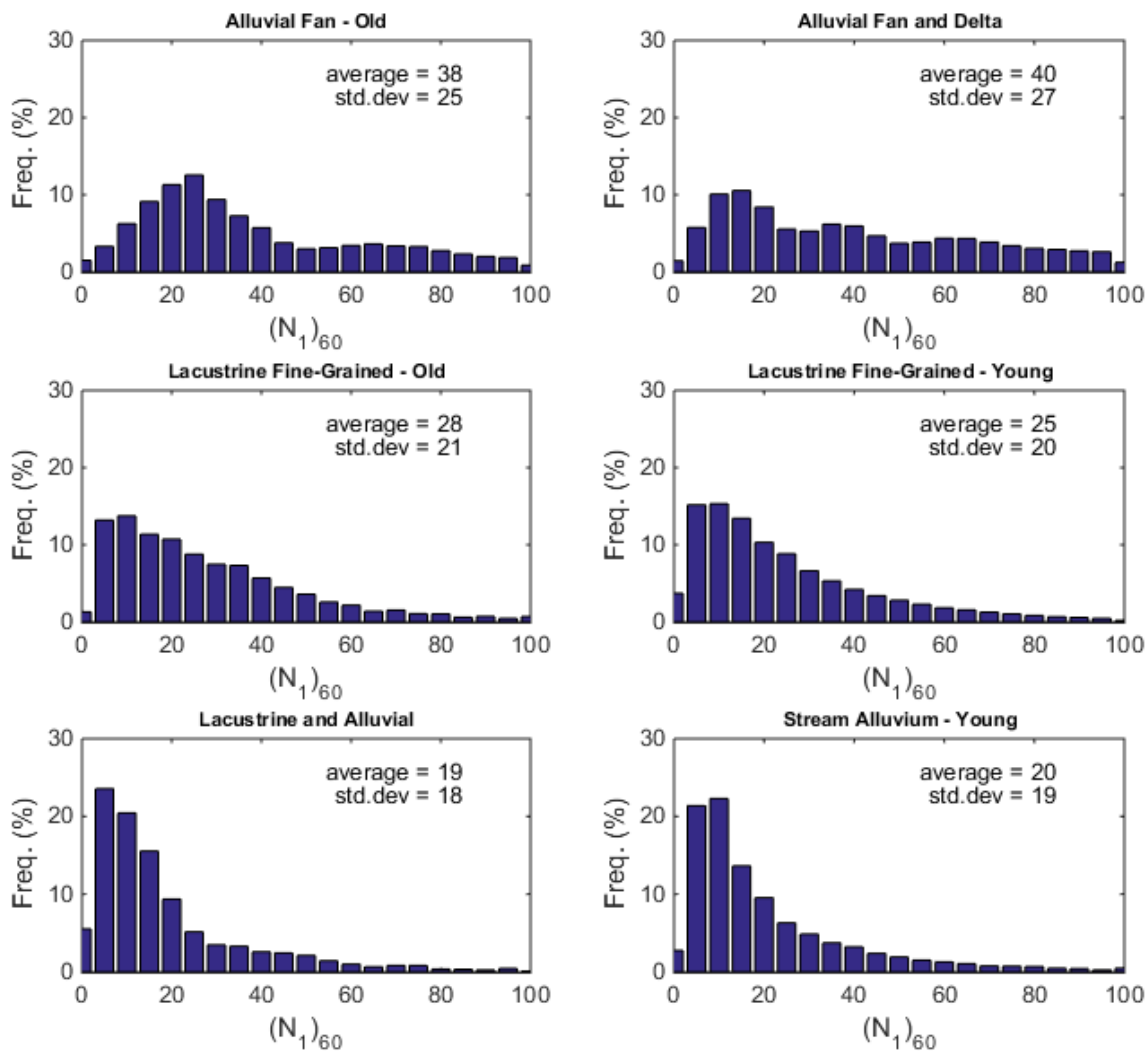 Alluvial Fan - Old
average = 38
std.dev = 25
30
20
10
0
Freq. (%)
0 20 40 60 80 100
(N1)60
Alluvial Fan and Delta
average = 40
std.dev = 27
30
20
10
0
Freq. (%)
0 20 40 60 80 100
(N1)60
Lacustrine Fine-Grained - Old
average = 28
std.dev = 21
30
20
10
0
Freq. (%)
0 20 40 60 80 100
(N1)60
Lacustrine Fine-Grained - Young
average = 25
std.dev = 20
30
20
10
0
Freq. (%)
0 20 40 60 80 100
(N1)60
Lacustrine and Alluvial
average = 19
std.dev = 18
30
20
10
0
Freq. (%)
0 20 40 60 80 100
(N1)60
Stream Alluvium - Young
average = 20
std.dev = 19
30
20
10
0
Freq. (%)
0 20 40 60 80 100
(N1)60